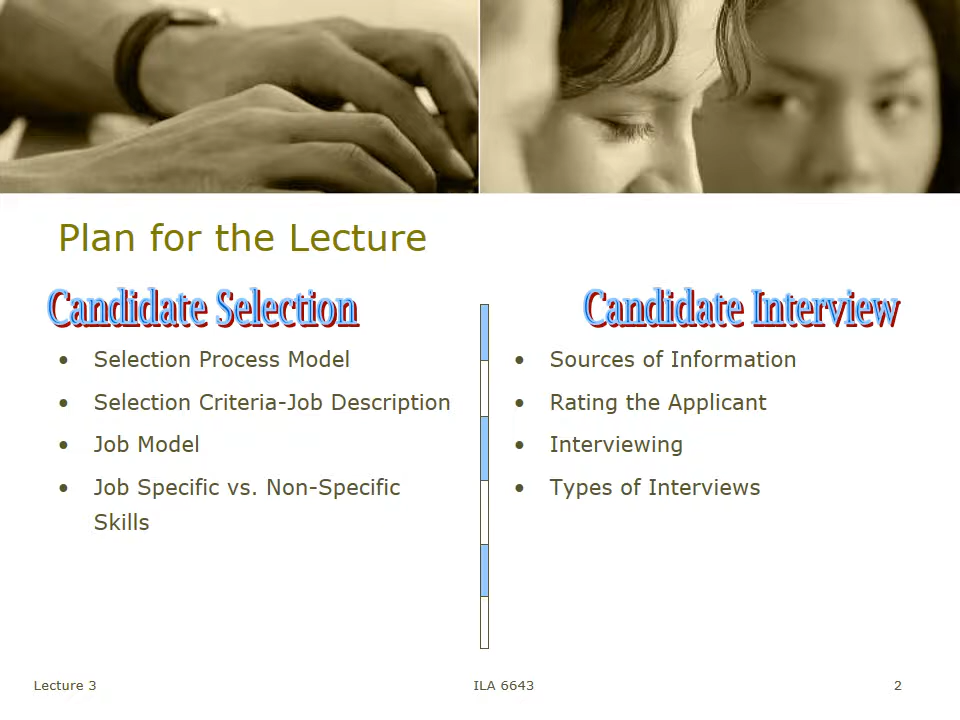 Plan for the Lecture
Candidate Selection
• Selection Process Model
• Selection Criteria-Job Description
• Job Model
• Job Specific vs. Non-Specific
Skills
Candidate Interview
• Sources of Information
• Rating the Applicant
• Interviewing
• Types of Interviews
Lecture 3
ILA 6643
2